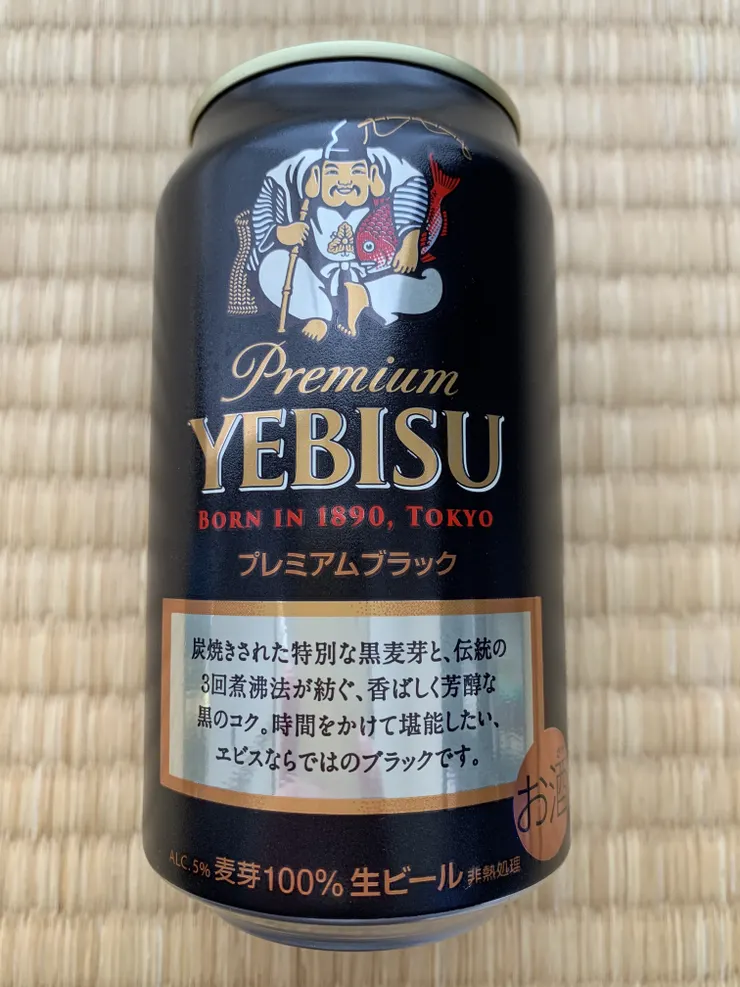 Premium
YEBISU
BORN IN 1890, TOKYO
プレミアムブラック
炭焼きされた特別な黒麦芽と、伝統の
3回煮沸法が紡ぐ、香ばしく芳醇な
黒のコク。時間をかけて堪能したい、
ヱビスならではのブラックです。
お酒
ALC.5% 麦芽100% 生ビール 非熱処理